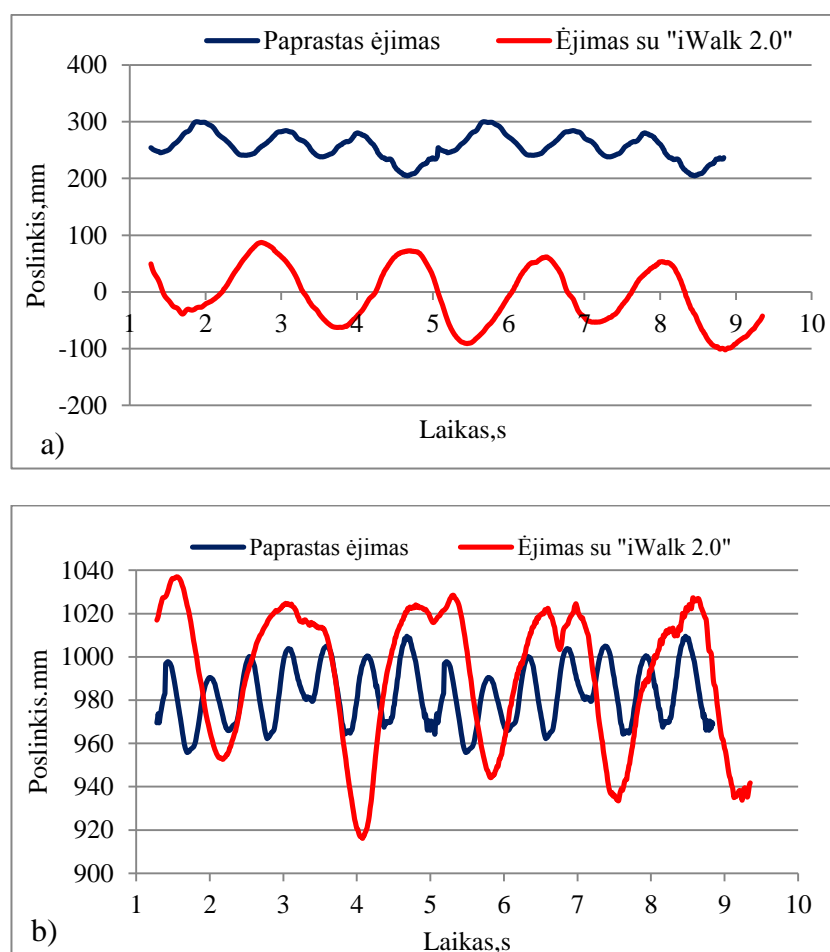 Paprastas ėjimas Ėjimas su "iWalk 2.0"
400
300
200
100
0
-100
-200
1 2 3 4 5 6 7 8 9 10
Poslinkis,mm
Laikas,s
a)
Paprastas ėjimas Ėjimas su "iWalk 2.0"
1040
1020
1000
980
960
940
920
900
1 2 3 4 5 6 7 8 9 10
Poslinkis.mm
Laikas,s
b)